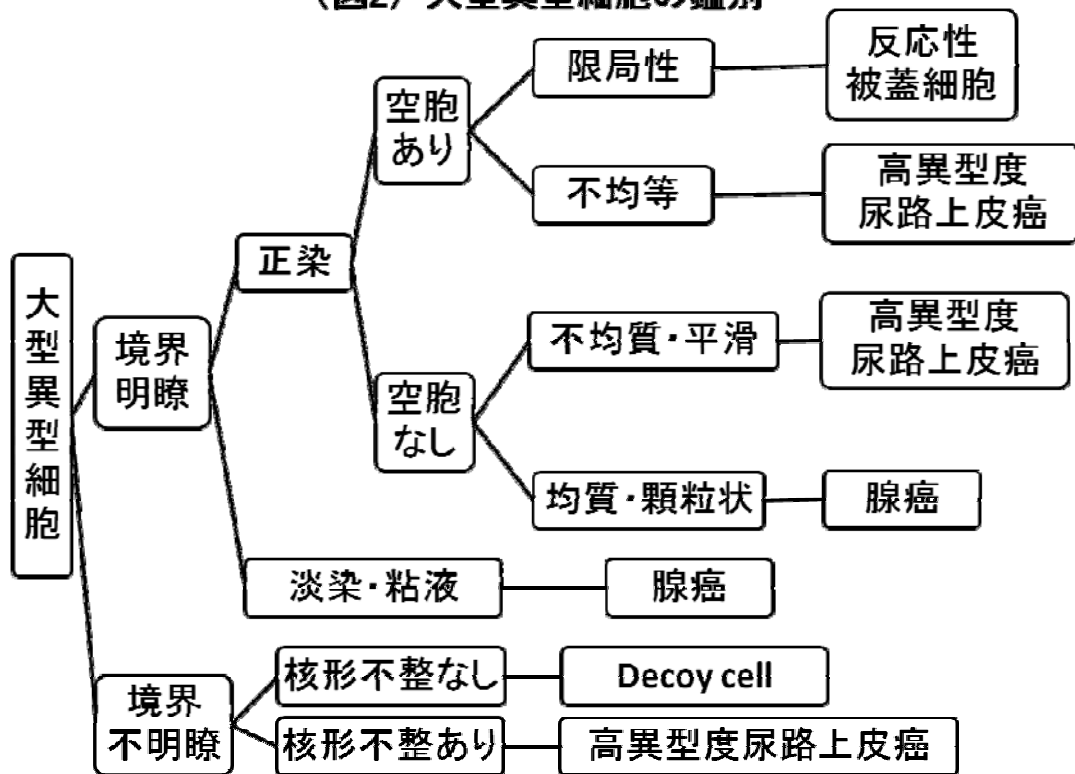 （図2）大型異型細胞の鑑別
限局性
反応性
被蓋細胞
空胞
あり
不均等
高異型度
尿路上皮癌
正染
大型異型細胞
境界
明瞭
不均質・平滑
高異型度
尿路上皮癌
空胞
なし
均質・顆粒状
腺癌
淡染・粘液
腺癌
境界
不明瞭
核形不整なし
Decoy cell
核形不整あり
高異型度尿路上皮癌